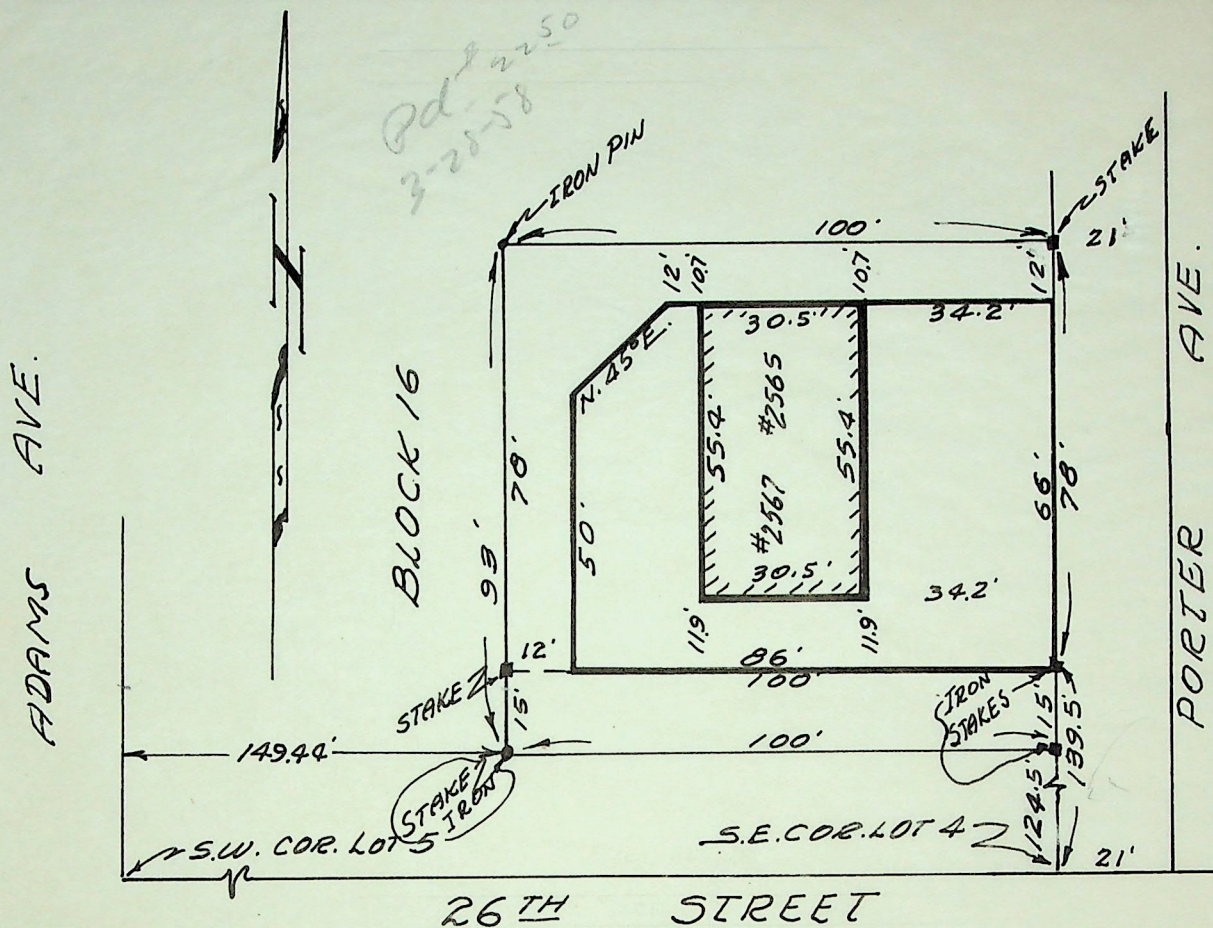 Pd. $2250
3-28-58
IRON PIN
STAKE
100'
21'
12'
10.7'
10.7'
12'
30.5'
34.2'
N. 45° E.
ADAMS AVE.
BLOCK 16
78'
93'
50'
55.4'
#2567 #2565
55.4'
66'
78'
PORTER AVE.
30.5'
34.2'
11.9'
11.9'
12'
86'
100'
STAKE
15'
IRON
STAKES
15'
139.5'
149.44'
100'
STAKE
IRON
124.5'
S.W. COR. LOT 5
S.E. COR. LOT 4
21'
26TH STREET